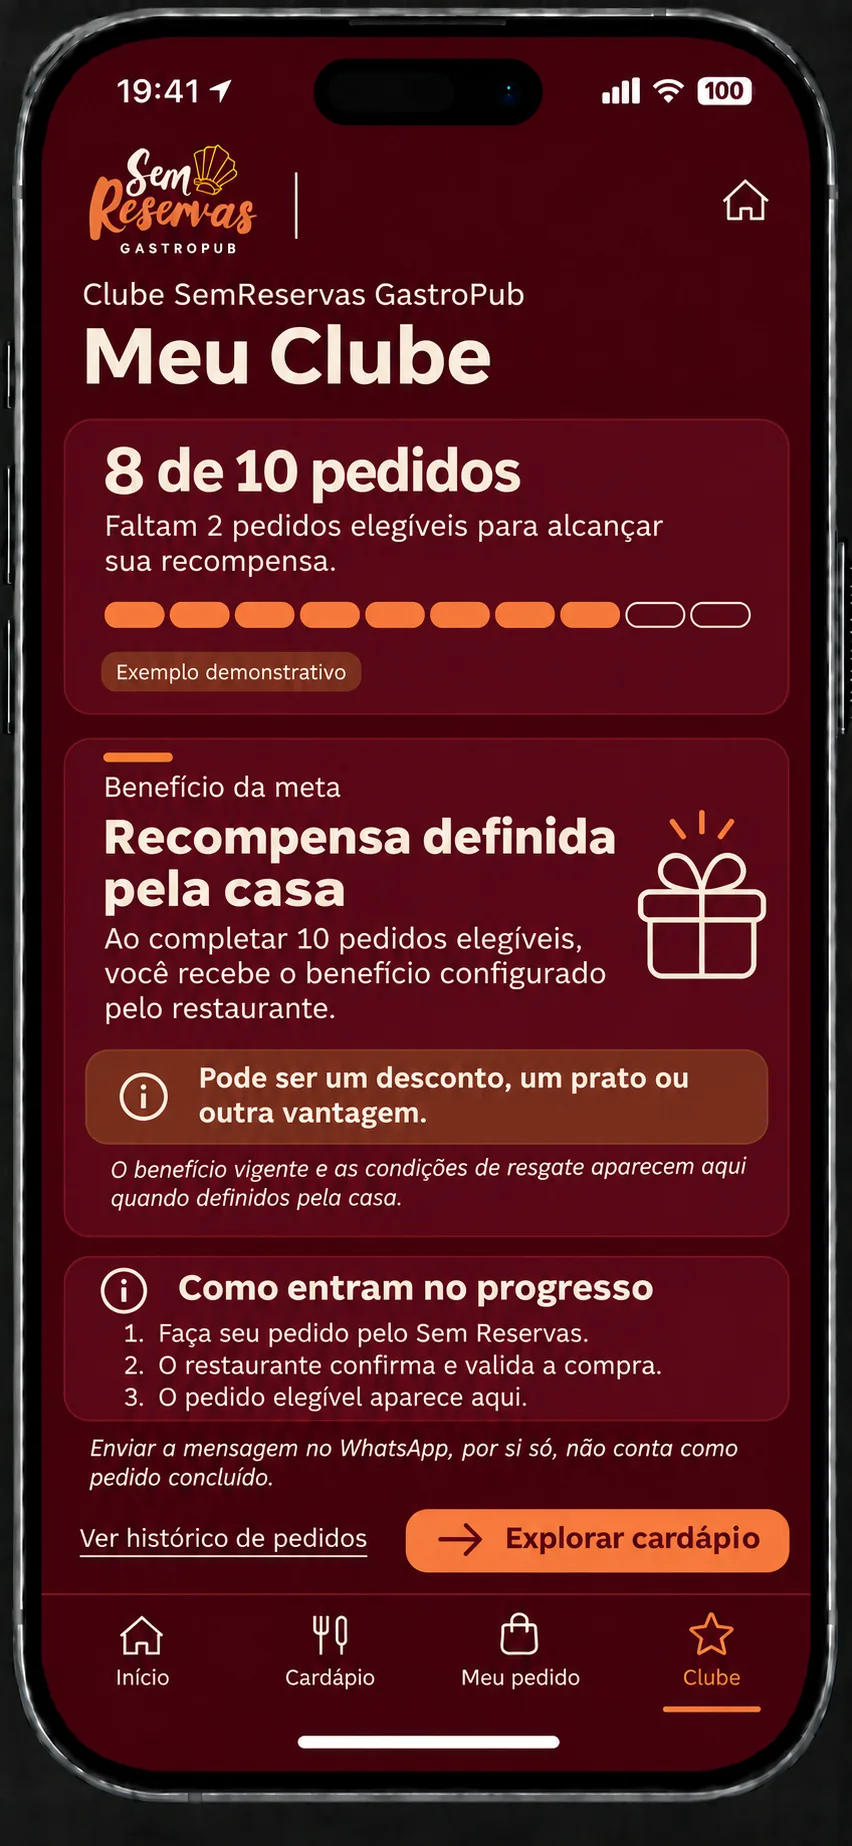 19:41
100
Sem
Reservas
GASTROPUB
Clube SemReservas GastroPub
Meu Clube
8 de 10 pedidos
Faltam 2 pedidos elegíveis para alcançar
sua recompensa.
Exemplo demonstrativo
Benefício da meta
Recompensa definida
pela casa
Ao completar 10 pedidos elegíveis,
você recebe o benefício configurado
pelo restaurante.
Pode ser um desconto, um prato ou
outra vantagem.
O benefício vigente e as condições de resgate aparecem aqui
quando definidos pela casa.
Como entram no progresso
1. Faça seu pedido pelo Sem Reservas.
2. O restaurante confirma e valida a compra.
3. O pedido elegível aparece aqui.
Enviar a mensagem no WhatsApp, por si só, não conta como
pedido concluído.
Ver histórico de pedidos
Explorar cardápio
Início
Cardápio
Meu pedido
Clube